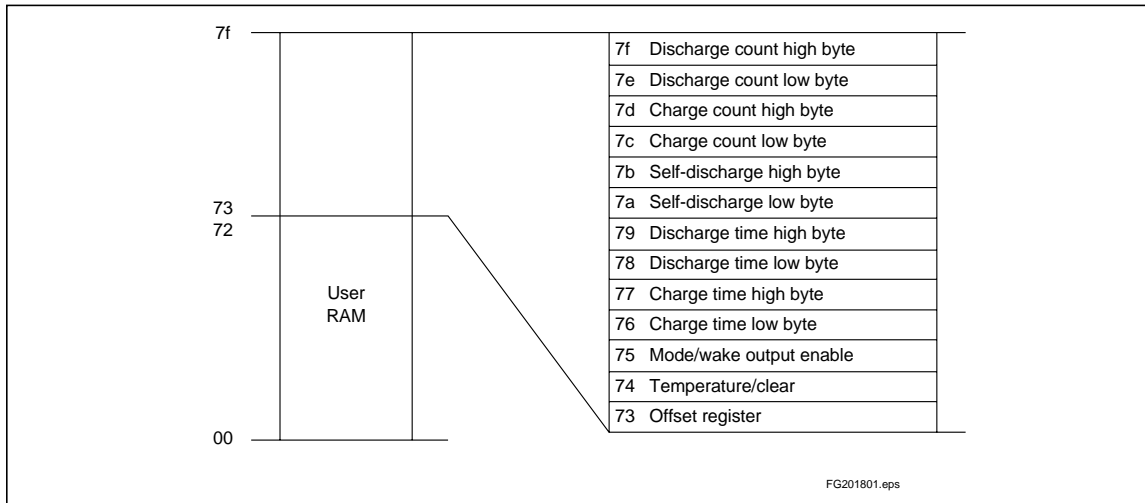 7f
73
72
User
RAM
00
7f Discharge count high byte
7e Discharge count low byte
7d Charge count high byte
7c Charge count low byte
7b Self-discharge high byte
7a Self-discharge low byte
79 Discharge time high byte
78 Discharge time low byte
77 Charge time high byte
76 Charge time low byte
75 Mode/wake output enable
74 Temperature/clear
73 Offset register
FG201801.eps